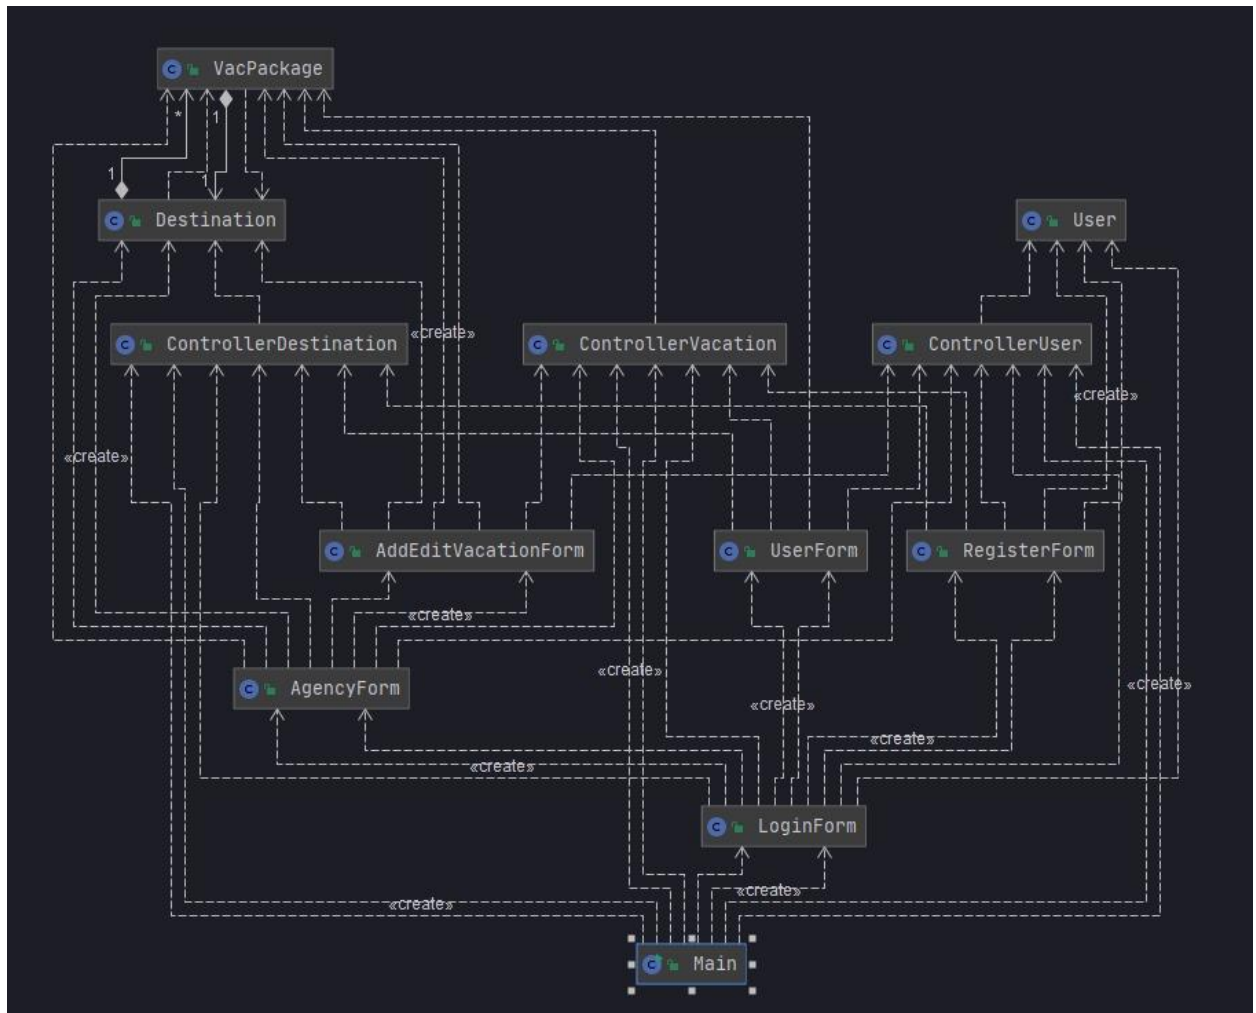 VacPackage
*
1
1
1
Destination
User
«create»
ControllerDestination
ControllerVacation
ControllerUser
«create»
«create»
AddEditVacationForm
UserForm
RegisterForm
«create»
«create»
AgencyForm
«create»
«create»
«create»
«create»
LoginForm
«create»
«create»
Main